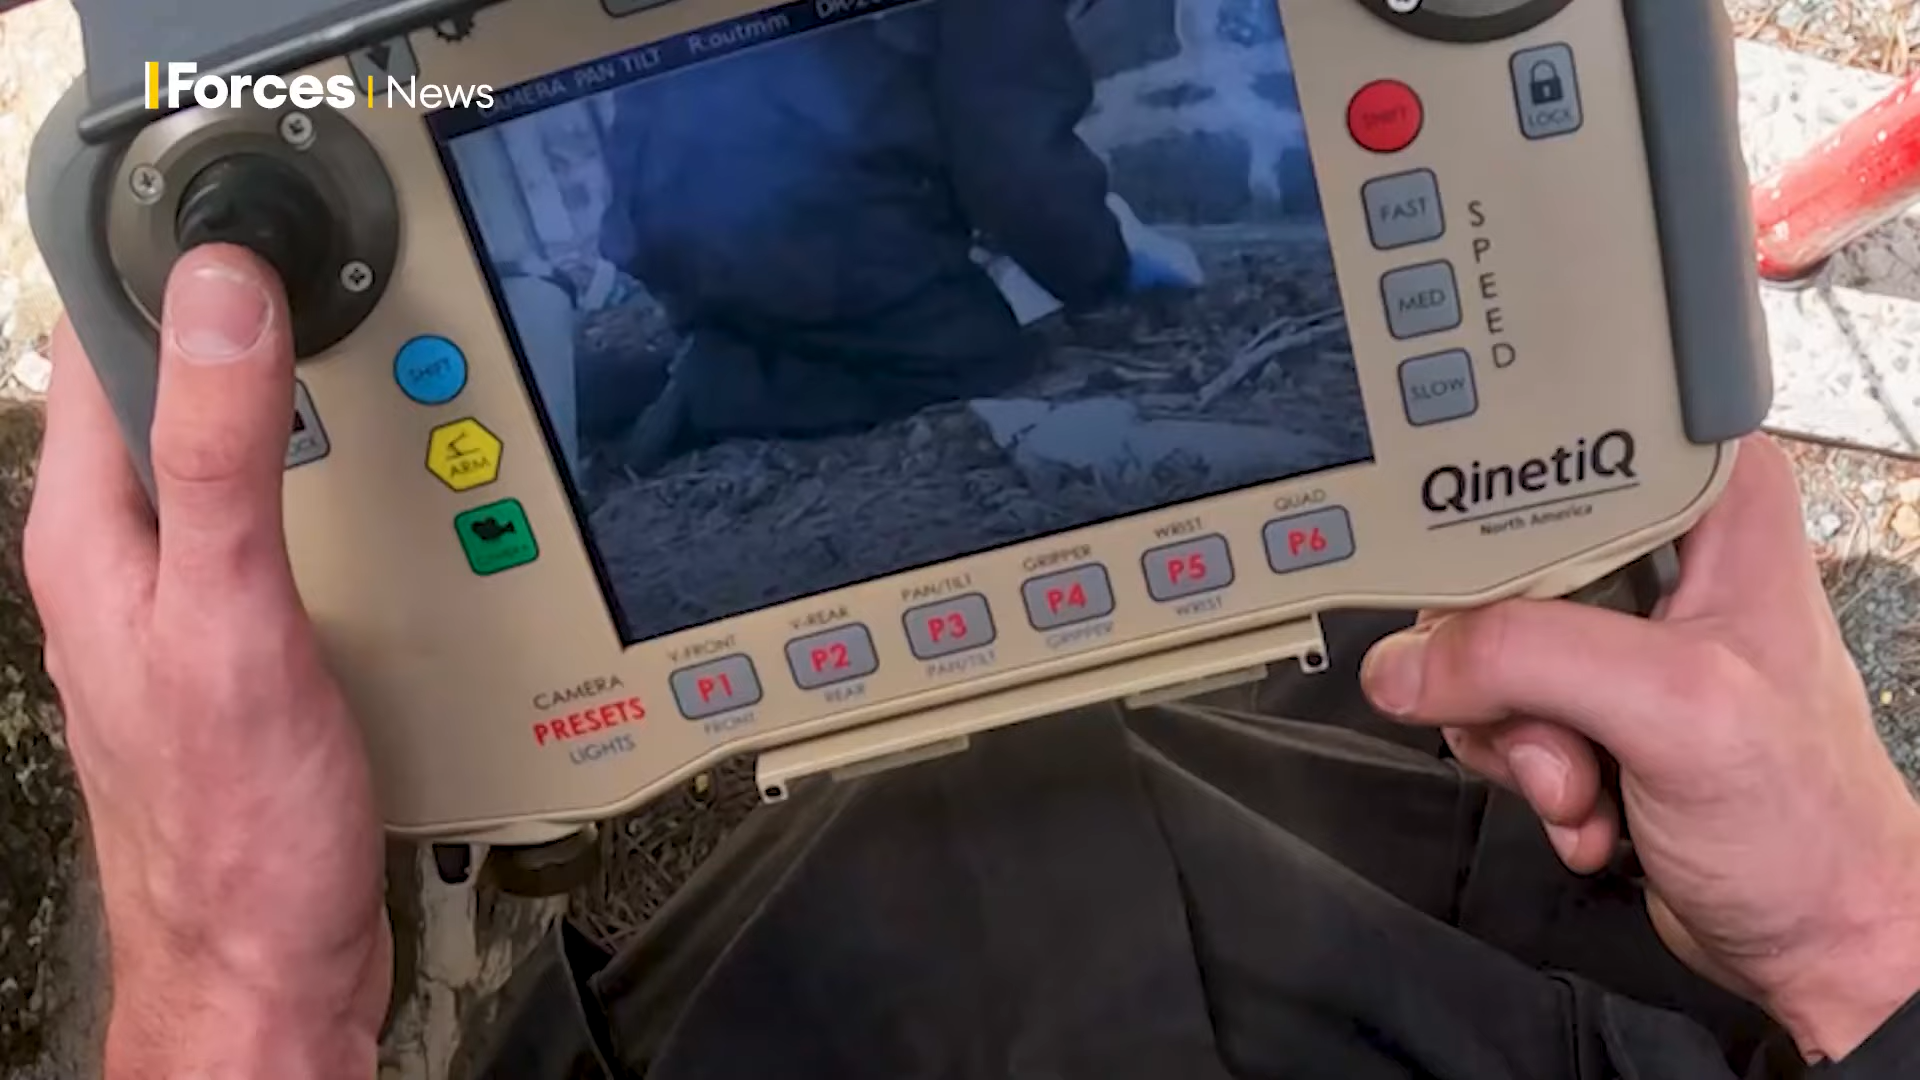 Forces News
CAMERA PAN TILT R:outmm
SHIFT
LOCK
FAST
MED
SLOW
SPEED
SHIFT
ARM
QinetiQ
North America
V-FRONT V-REAR PAN/TILT GRIPPER WRIST QUAD
P1 P2 P3 P4 P5 P6
FRONT REAR PAN/TILT GRIPPER WRIST
CAMERA
PRESETS
LIGHTS